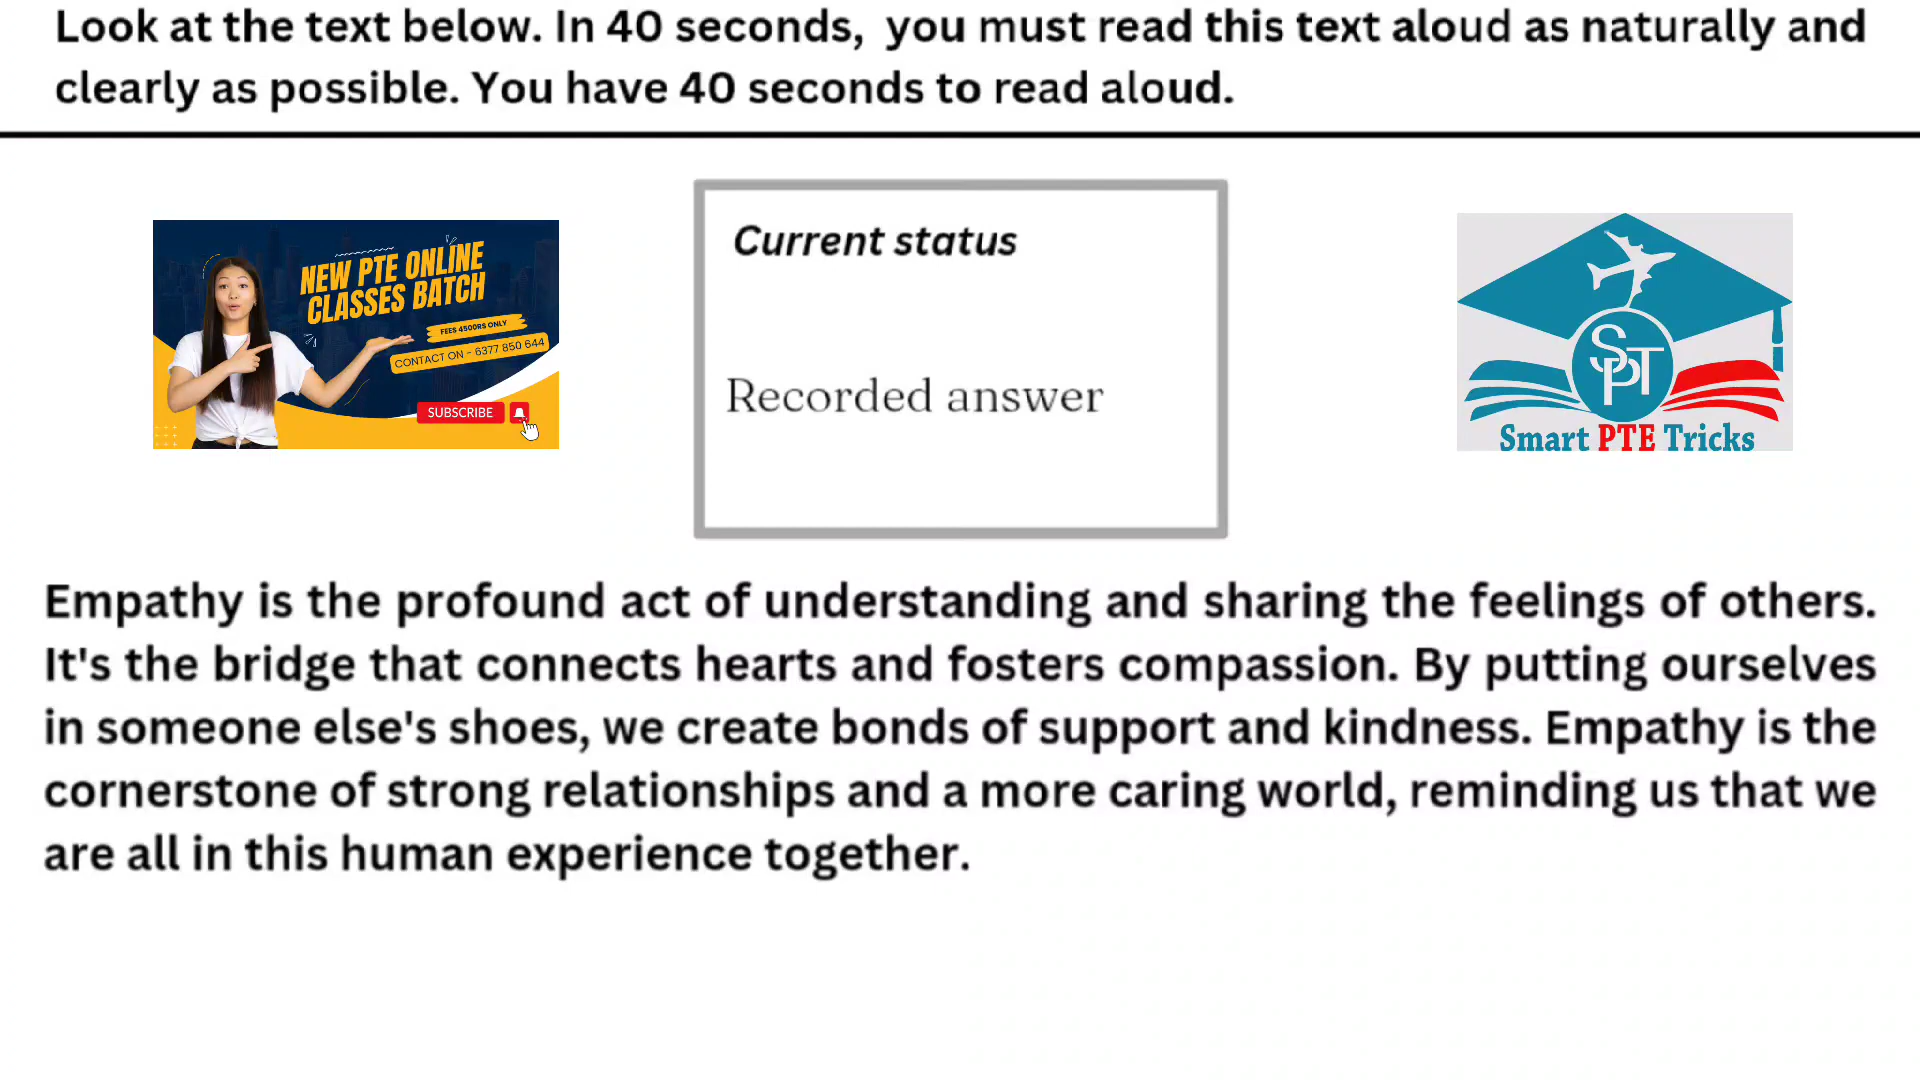 Look at the text below. In 40 seconds,  you must read this text aloud as naturally and
clearly as possible. You have 40 seconds to read aloud.
NEW PTE ONLINE
CLASSES BATCH
FEES 4500RS ONLY
CONTACT ON - 6377 850 644
SUBSCRIBE
Current status
Recorded answer
SPT
Smart PTE Tricks
Empathy is the profound act of understanding and sharing the feelings of others.
It's the bridge that connects hearts and fosters compassion. By putting ourselves
in someone else's shoes, we create bonds of support and kindness. Empathy is the
cornerstone of strong relationships and a more caring world, reminding us that we
are all in this human experience together.